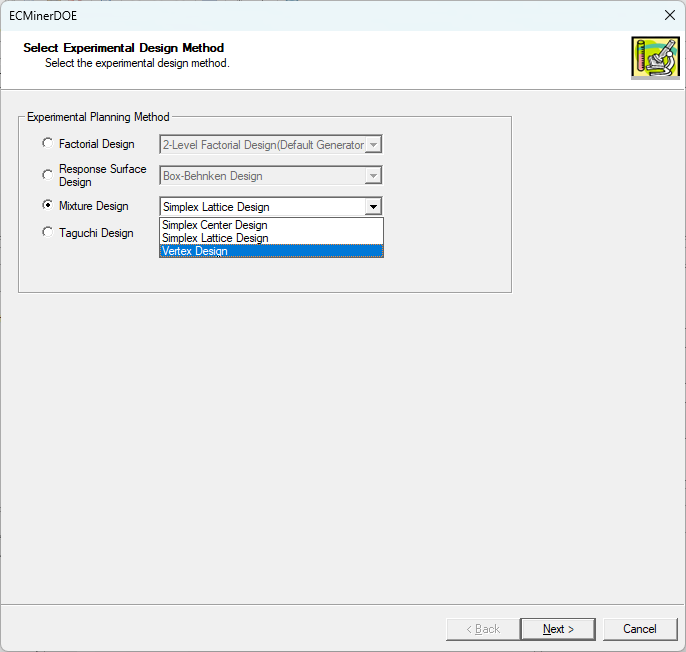 ECMinerDOE
Select Experimental Design Method
Select the experimental design method.
Experimental Planning Method
Factorial Design
2-Level Factorial Design(Default Generator
Response Surface
Design
Box-Behnken Design
Mixture Design
Simplex Lattice Design
Simplex Center Design
Simplex Lattice Design
Vertex Design
Taguchi Design
< Back
Next >
Cancel